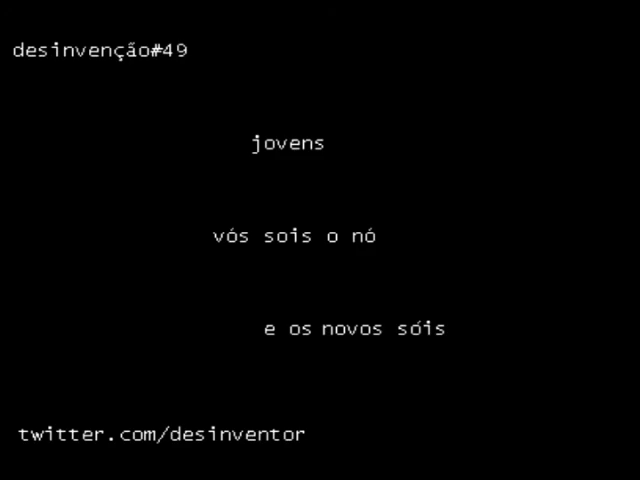 desinvenção#49
jovens
vós sois o nó
e os novos sóis
twitter.com/desinventor